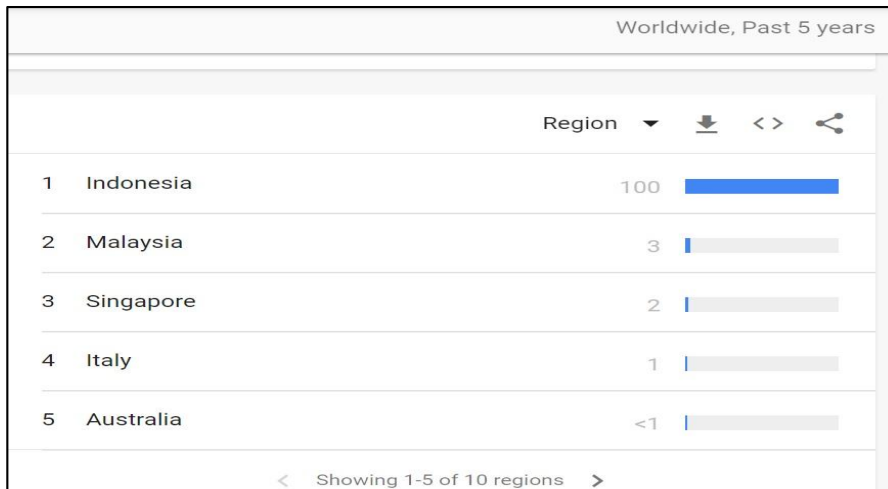 Worldwide, Past 5 years
Region
1 Indonesia 100
2 Malaysia 3
3 Singapore 2
4 Italy 1
5 Australia <1
Showing 1-5 of 10 regions